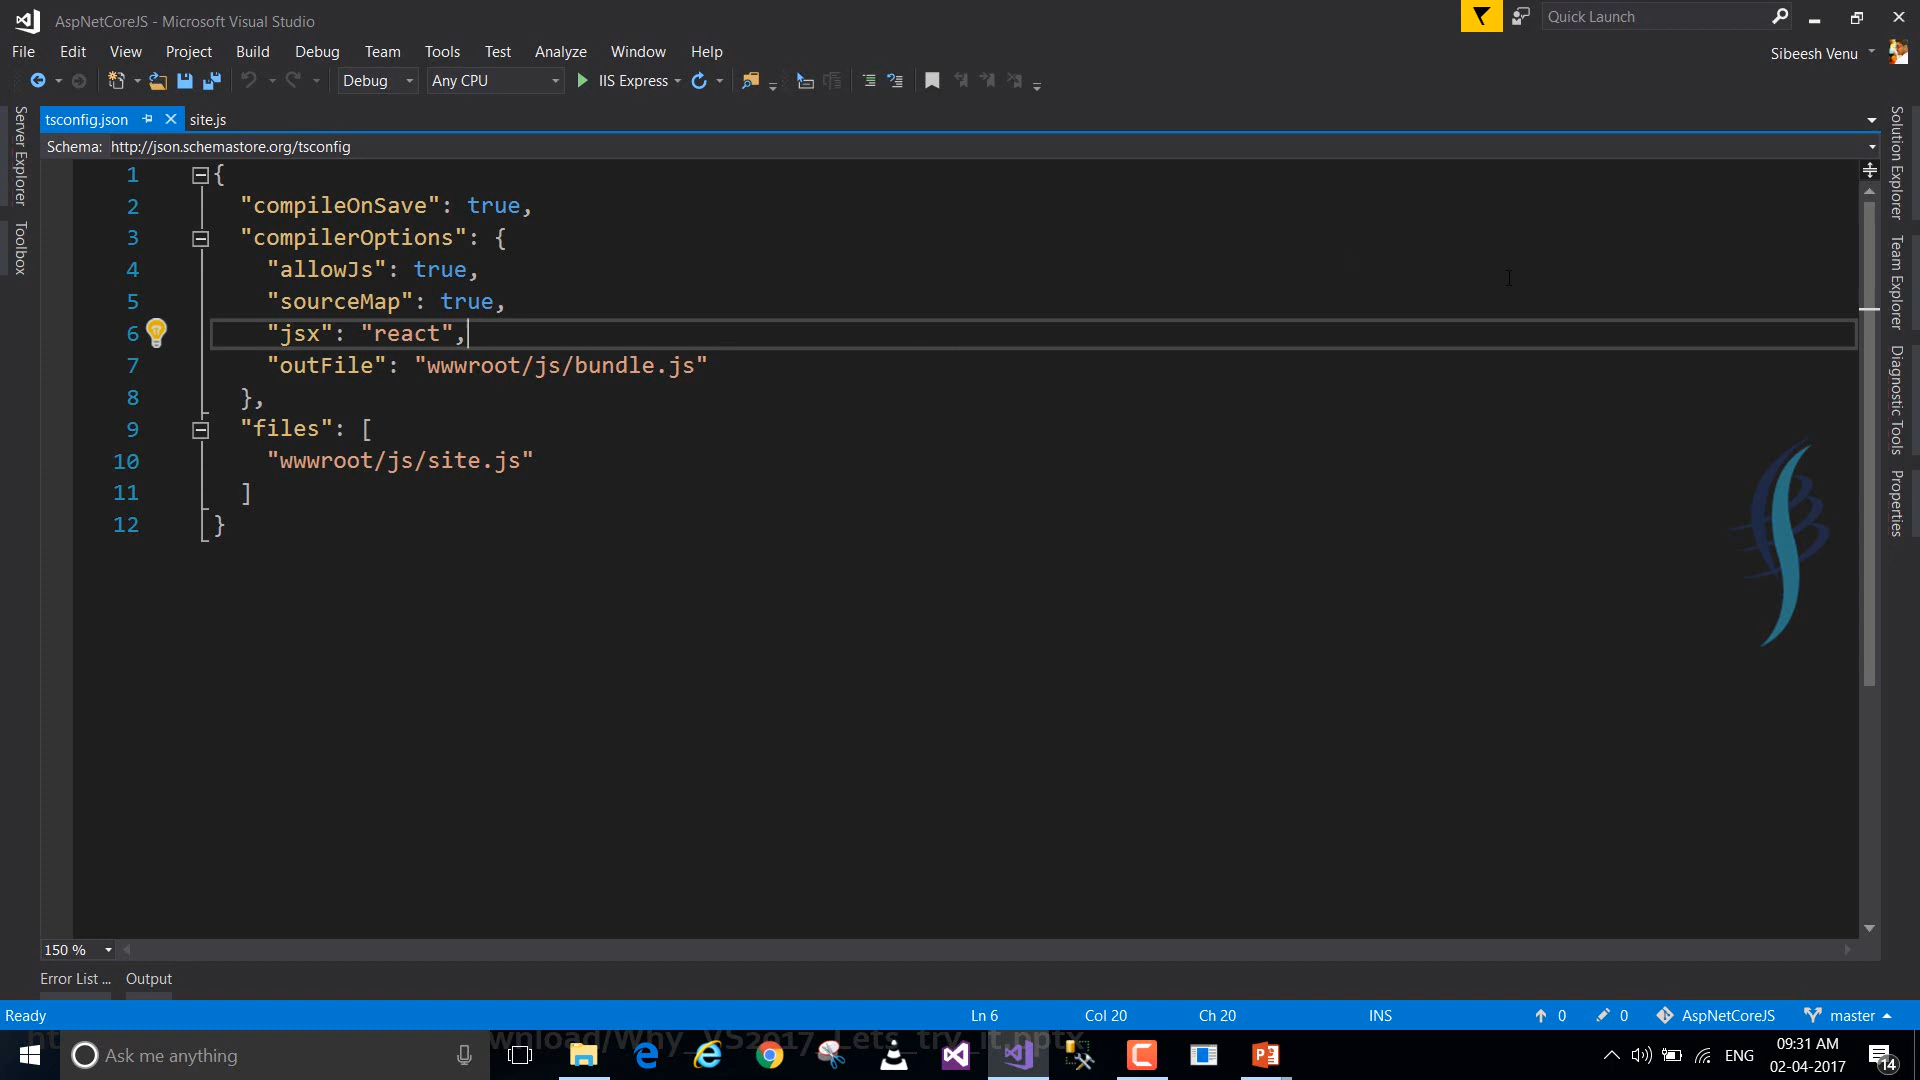 AspNetCoreJS - Microsoft Visual Studio
Quick Launch
File Edit View Project Build Debug Team Tools Test Analyze Window Help
Sibeesh Venu
Debug Any CPU IIS Express
tsconfig.json site.js
Schema: http://json.schemastore.org/tsconfig
Server Explorer
Toolbox
Solution Explorer
Team Explorer
Diagnostic Tools
Properties
1 {
2 "compileOnSave": true,
3 "compilerOptions": {
4 "allowJs": true,
5 "sourceMap": true,
6 "jsx": "react",
7 "outFile": "wwwroot/js/bundle.js"
8 },
9 "files": [
10 "wwwroot/js/site.js"
11 ]
12 }
150 %
Error List ... Output
Ready Ln 6 Col 20 Ch 20 INS 0 0 AspNetCoreJS master
wnload/Why_VS2017_Lets_try_it.pptx
Ask me anything
ENG
09:31 AM
02-04-2017
14